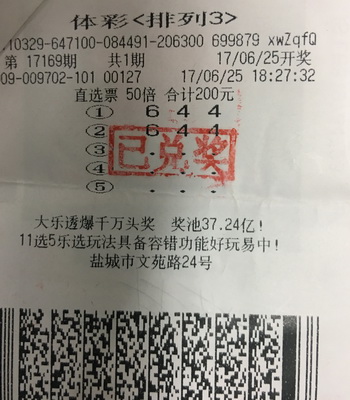 体彩<排列3>
10329-647100-084491-206300 699879 xwZqfQ
第 17169期 共1期 17/06/25开奖
09-009702-101 00127 17/06/25 18:27:32
直选票 50倍 合计200元
① 6 4 4
② 6 4 4
③ . . .
④ . . .
⑤ . . .
已兑奖
大乐透爆千万头奖 奖池37.24亿!
11选5乐选玩法具备容错功能好玩易中!
盐城市文苑路24号